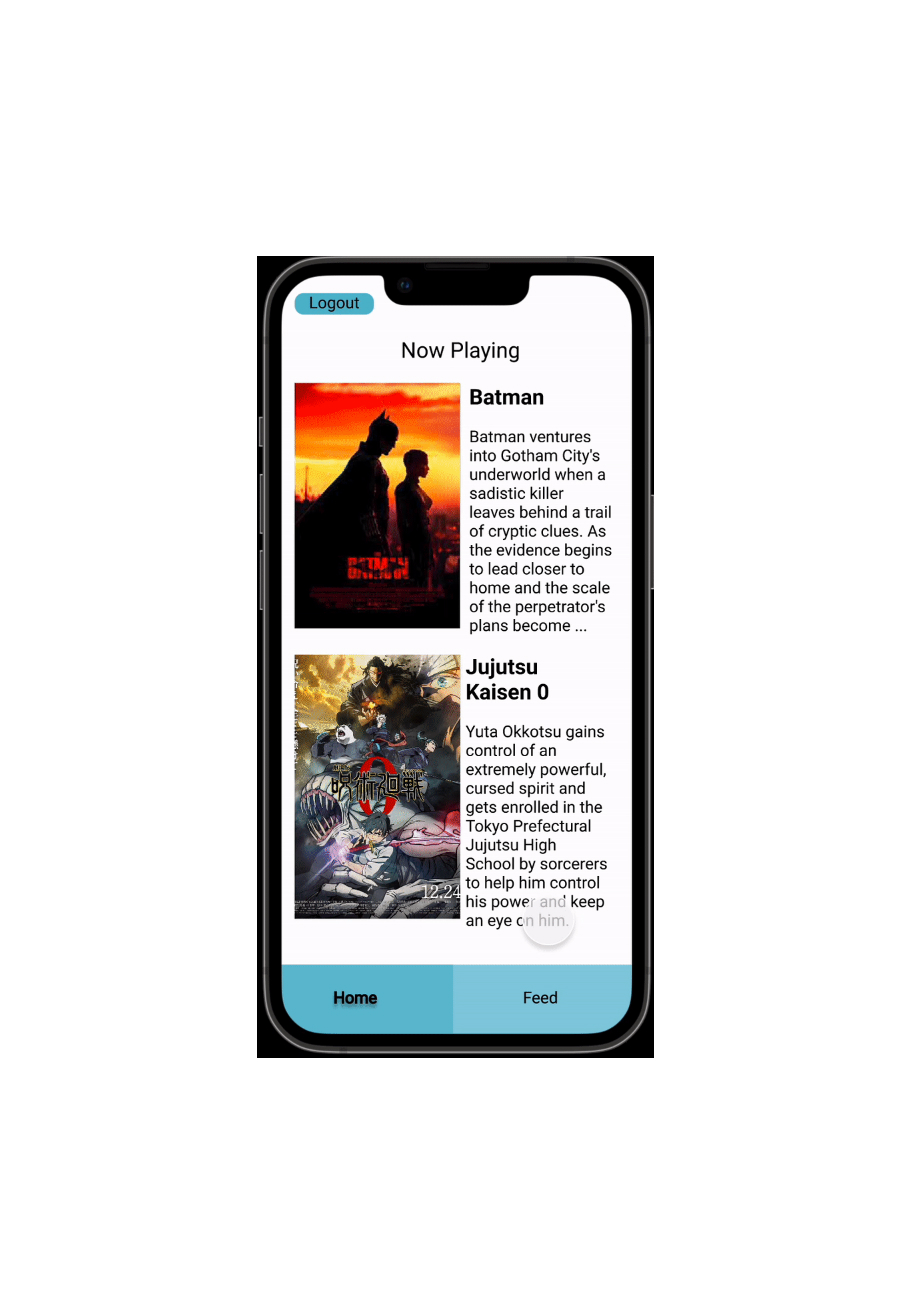 Logout
Now Playing
Batman
Batman ventures
into Gotham City's
underworld when a
sadistic killer
leaves behind a trail
of cryptic clues. As
the evidence begins
to lead closer to
home and the scale
of the perpetrator's
plans become ...
BATMAN
Jujutsu
Kaisen 0
Yuta Okkotsu gains
control of an
extremely powerful,
cursed spirit and
gets enrolled in the
Tokyo Prefectural
Jujutsu High
School by sorcerers
to help him control
his power and keep
an eye on him.
呪術廻戦
0
12.24
Home
Feed